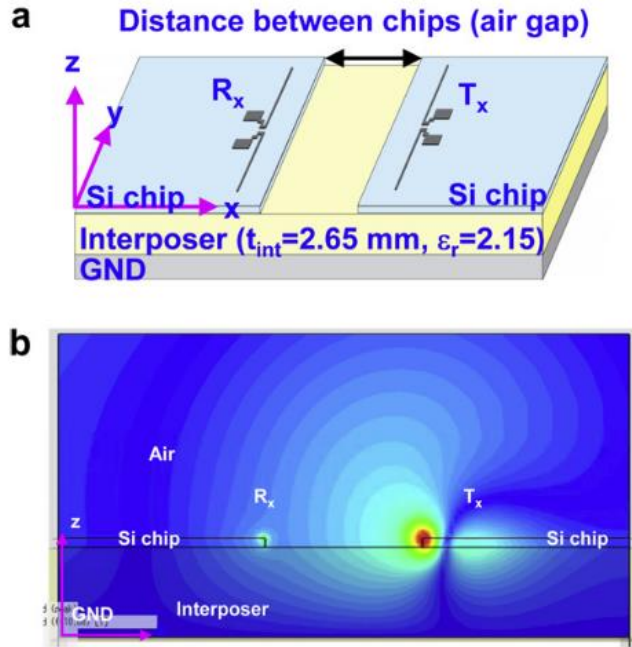 a
Distance between chips (air gap)
z
Rx
Tx
y
Si chip
x
Si chip
Interposer (tint=2.65 mm, εr=2.15)
GND
b
Air
Rx
Tx
z
Si chip
Si chip
Interposer
GND